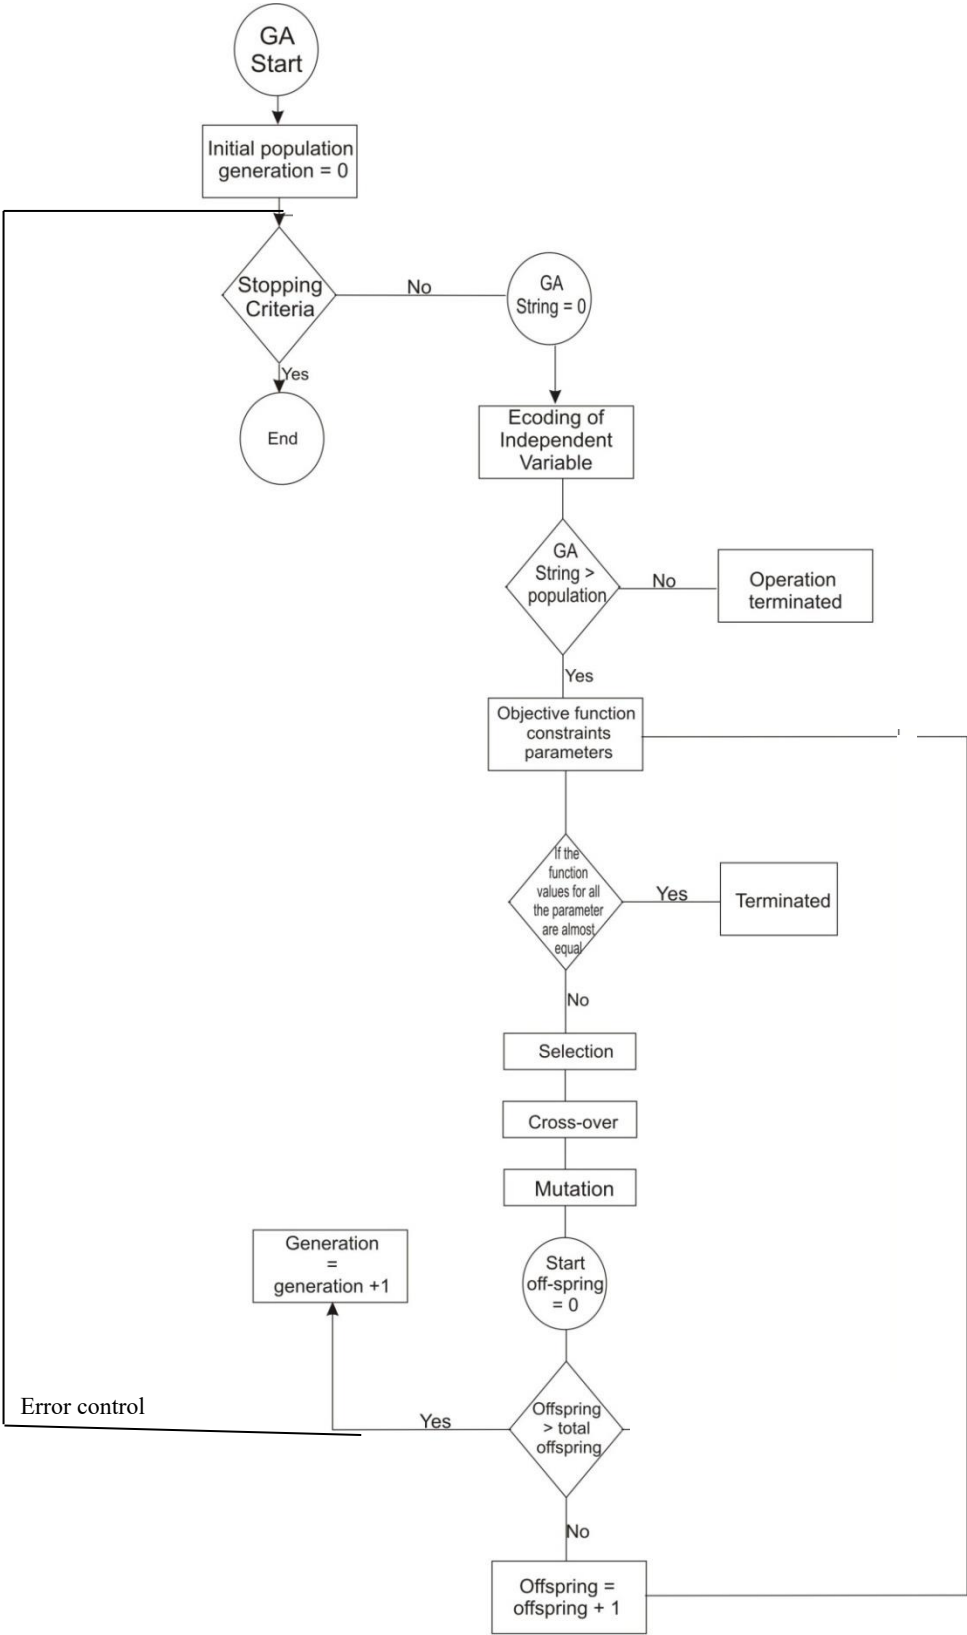 GA
Start
Initial population
generation = 0
Stopping
Criteria
No
GA
String = 0
Yes
End
Ecoding of
Independent
Variable
GA
String >
population
No
Operation
terminated
Yes
Objective function
constraints
parameters
If the
function
values for all
the parameter
are almost
equal
Yes
Terminated
No
Selection
Cross-over
Mutation
Generation
=
generation +1
Start
off-spring
= 0
Error control
Yes
Offspring
> total
offspring
No
Offspring =
offspring + 1